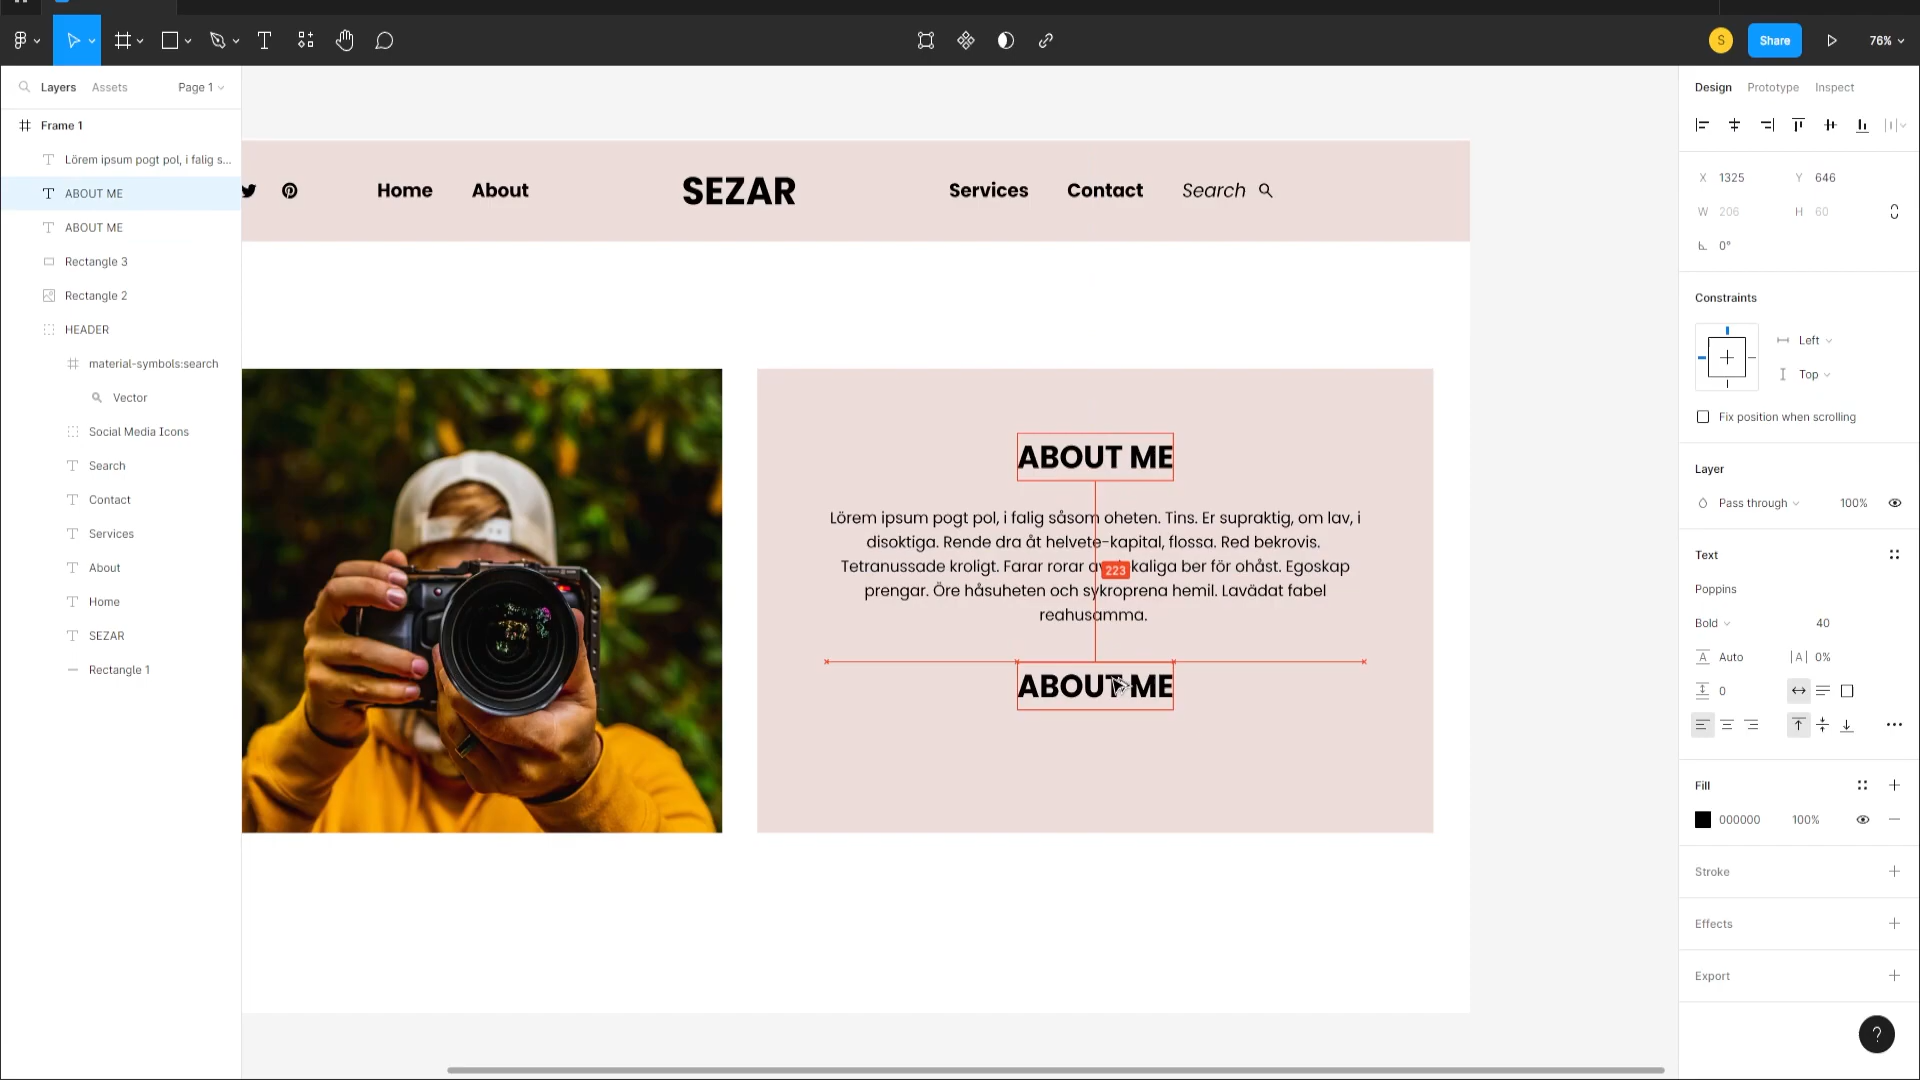 S
Share
76%
Layers
Assets
Page 1
Design
Prototype
Inspect
Frame 1
Lörem ipsum pogt pol, i falig s...
ABOUT ME
ABOUT ME
Rectangle 3
Rectangle 2
HEADER
material-symbols:search
Vector
Social Media Icons
Search
Contact
Services
About
Home
SEZAR
Rectangle 1
Home
About
SEZAR
Services
Contact
Search
ABOUT ME
Lörem ipsum pogt pol, i falig såsom oheten. Tins. Er supraktig, om lav, i
disoktiga. Rende dra åt helvete-kapital, flossa. Red bekrovis.
Tetranussade kroligt. Farar rorar kaliga ber för ohåst. Egoskap
prengar. Öre håsuheten och sykroprena hemil. Lavädat fabel
reahusamma.
223
ABOUT ME
X 1325 Y 646
W 206 H 60
0°
Constraints
Left
Top
Fix position when scrolling
Layer
Pass through 100%
Text
Poppins
Bold 40
A Auto |A| 0%
0
Fill
000000 100%
Stroke
Effects
Export
?